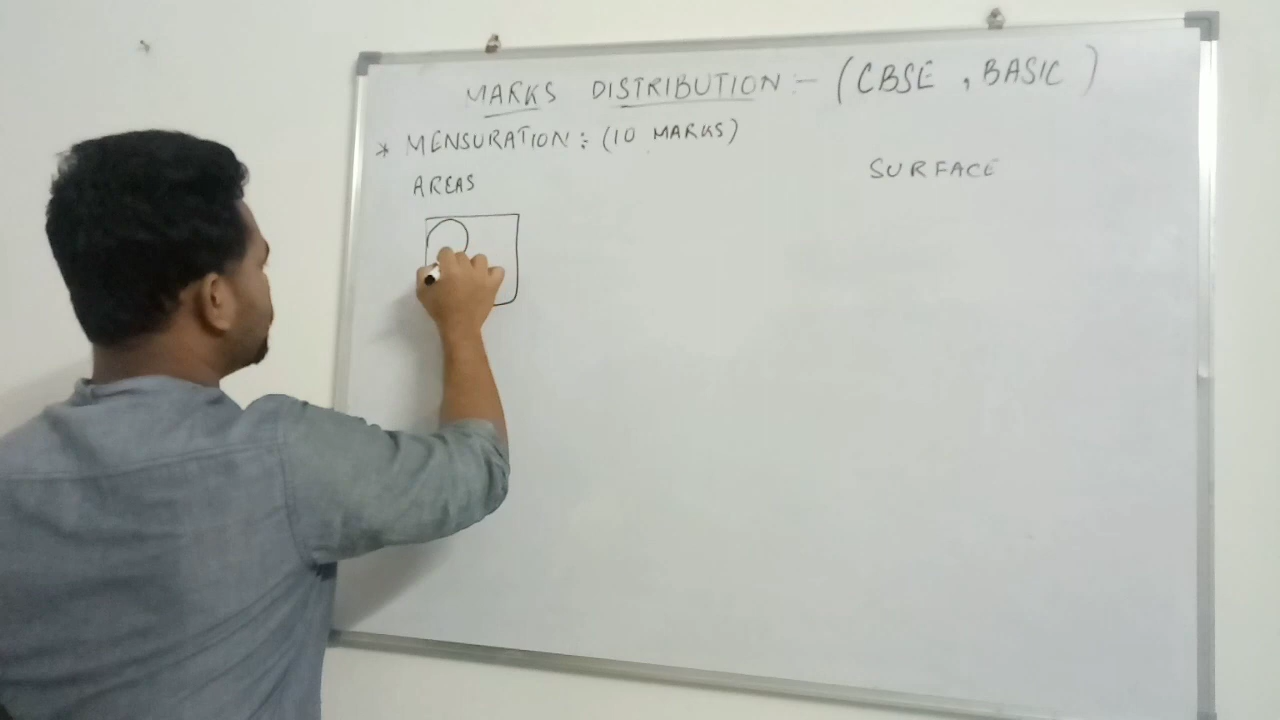 MARKS DISTRIBUTION :- (CBSE , BASIC)
* MENSURATION : (10 MARKS)
AREAS
SURFACE